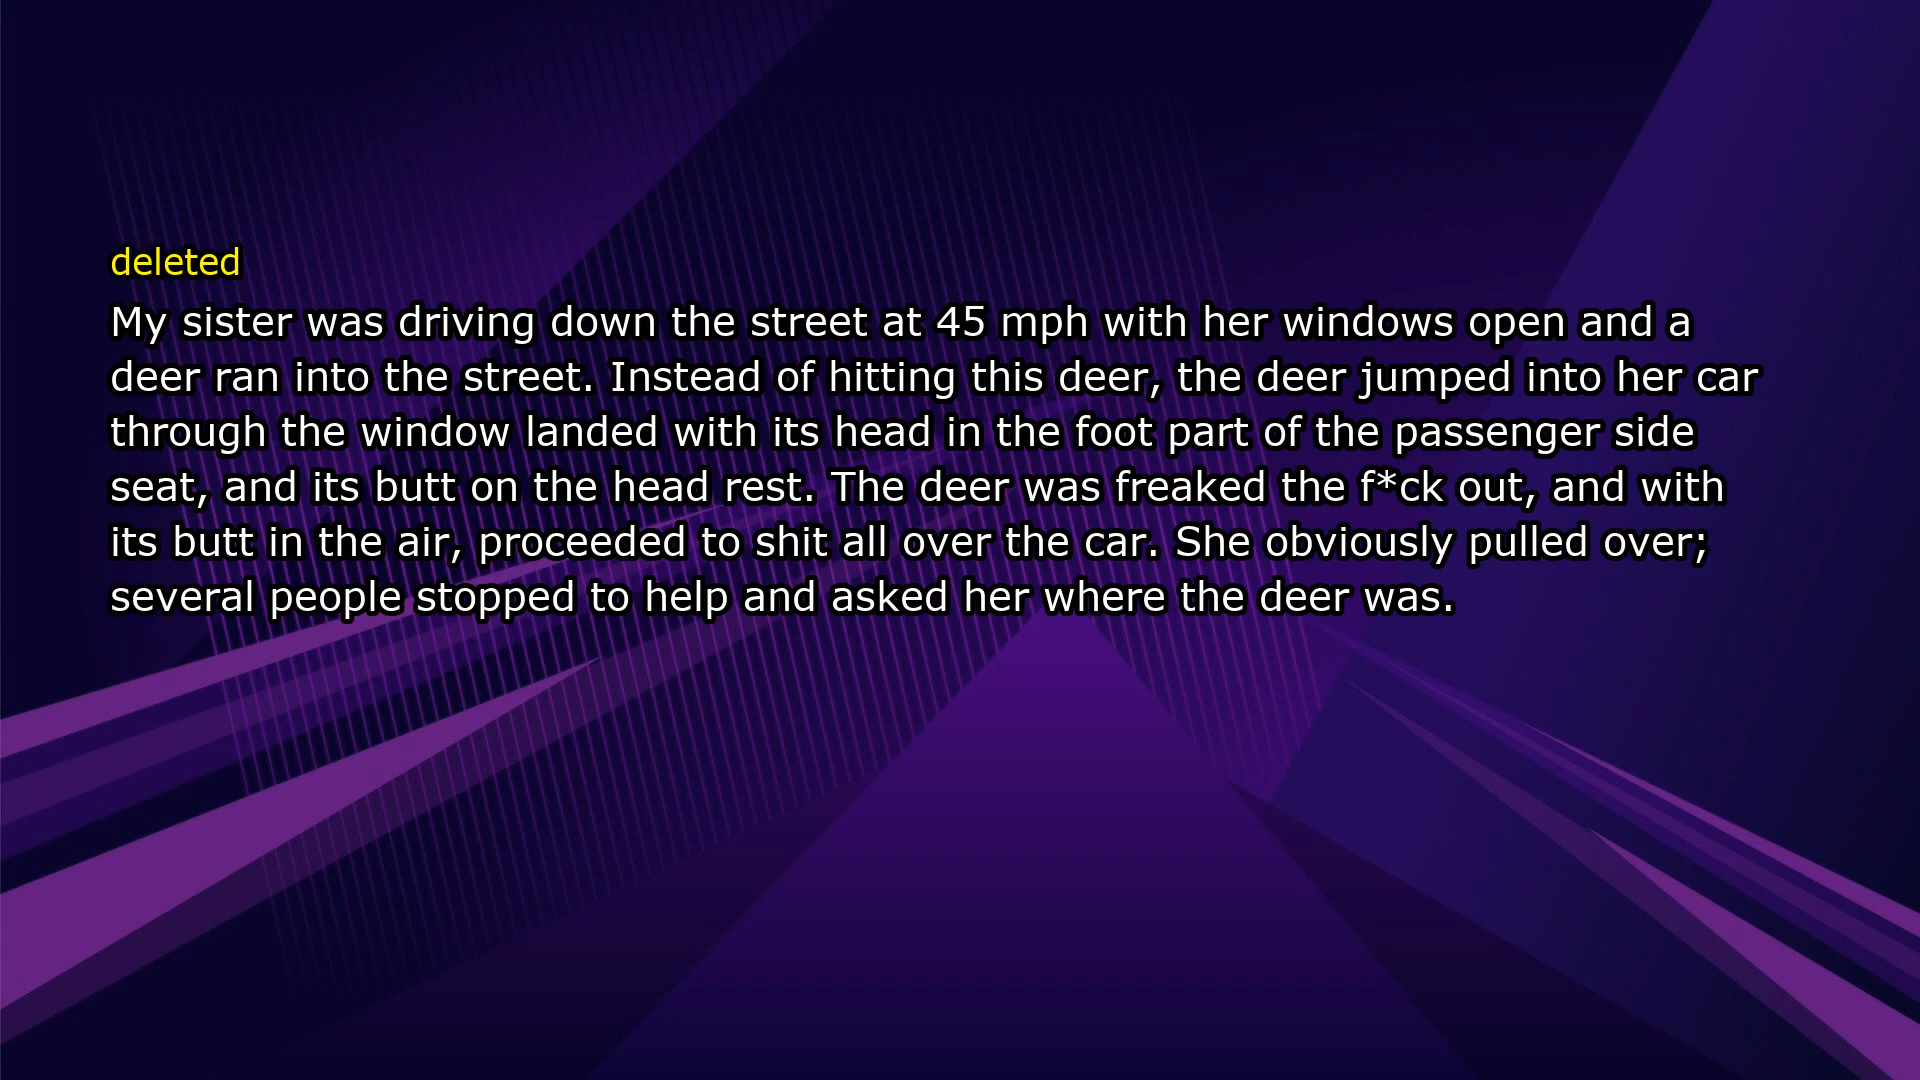 deleted
My sister was driving down the street at 45 mph with her windows open and a
deer ran into the street. Instead of hitting this deer, the deer jumped into her car
through the window landed with its head in the foot part of the passenger side
seat, and its butt on the head rest. The deer was freaked the f*ck out, and with
its butt in the air, proceeded to shit all over the car. She obviously pulled over;
several people stopped to help and asked her where the deer was.